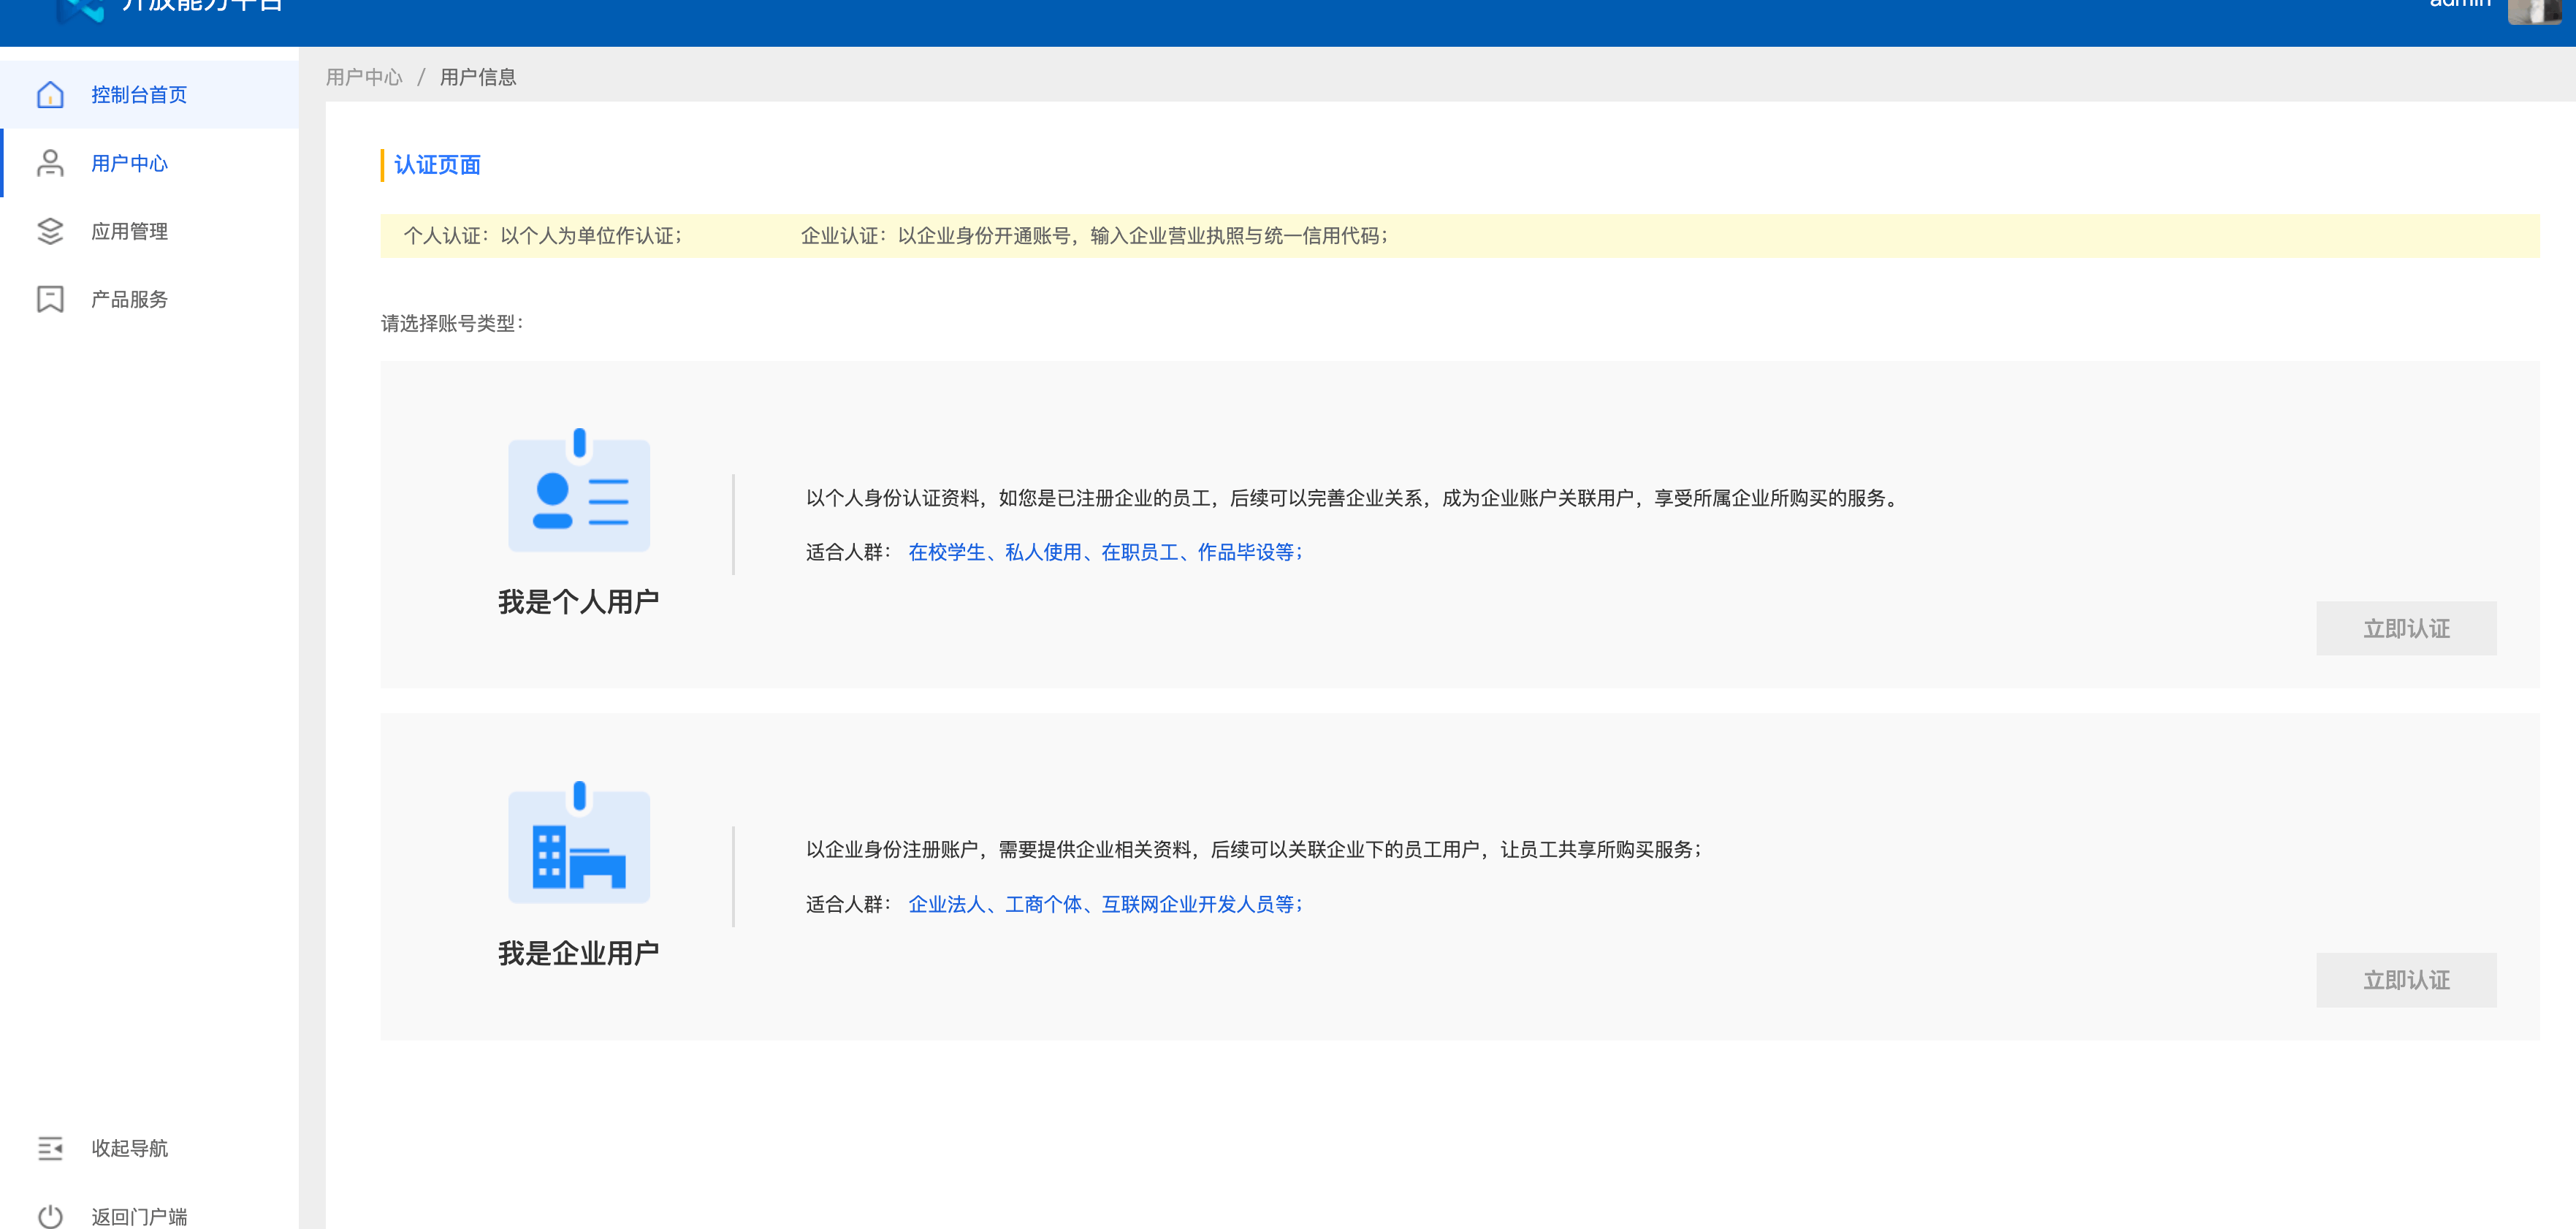 开放能力平台
admin
控制台首页
用户中心
应用管理
产品服务
收起导航
返回门户端
用户中心 / 用户信息
认证页面
个人认证：以个人为单位作认证； 企业认证：以企业身份开通账号，输入企业营业执照与统一信用代码；
请选择账号类型：
我是个人用户
以个人身份认证资料，如您是已注册企业的员工，后续可以完善企业关系，成为企业账户关联用户，享受所属企业所购买的服务。
适合人群： 在校学生、私人使用、在职员工、作品毕设等；
立即认证
我是企业用户
以企业身份注册账户，需要提供企业相关资料，后续可以关联企业下的员工用户，让员工共享所购买服务；
适合人群： 企业法人、工商个体、互联网企业开发人员等；
立即认证